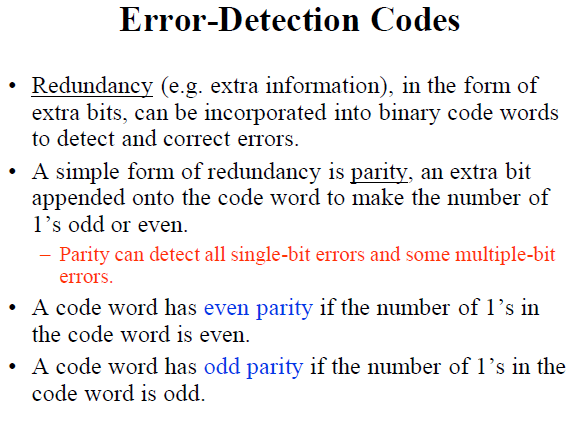 Error-Detection Codes
• Redundancy (e.g. extra information), in the form of
extra bits, can be incorporated into binary code words
to detect and correct errors.
• A simple form of redundancy is parity, an extra bit
appended onto the code word to make the number of
1’s odd or even.
– Parity can detect all single-bit errors and some multiple-bit
errors.
• A code word has even parity if the number of 1’s in
the code word is even.
• A code word has odd parity if the number of 1’s in the
code word is odd.